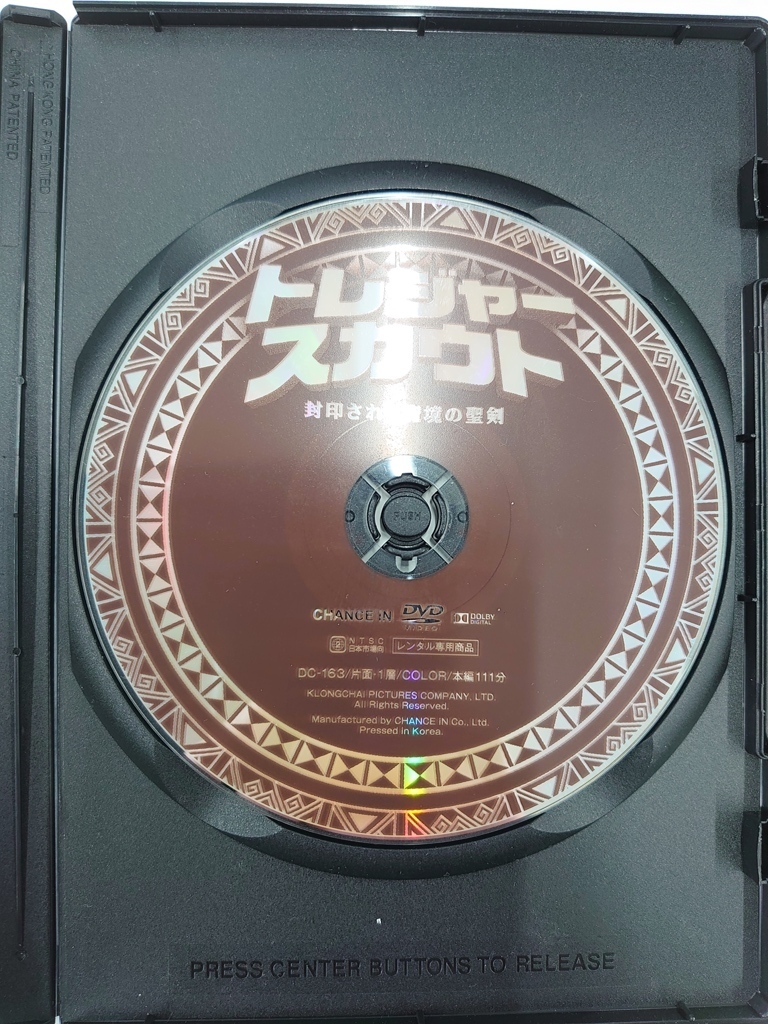 HONG KONG PATENTED
CHINA PATENTED
トレジャー
スカウト
封印され 境の聖剣
PUSH
CHANCE IN DVD VIDEO DOLBY DIGITAL
2 NTSC 日本市場向 レンタル専用商品
DC-163/片面·1層/COLOR/本編111分
KLONGCHAI PICTURES COMPANY, LTD.
All Rights Reserved.
Manufactured by CHANCE IN Co., Ltd.
Pressed in Korea.
PRESS CENTER BUTTONS TO RELEASE